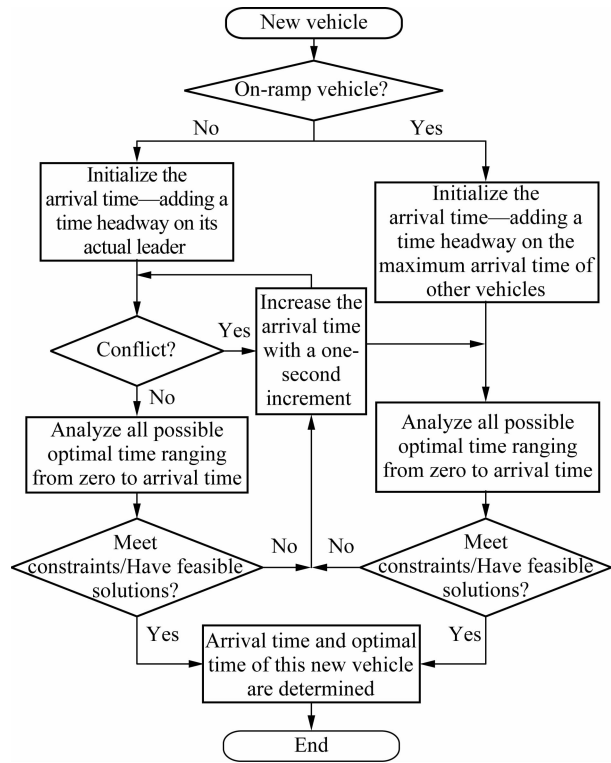 New vehicle
On-ramp vehicle?
No
Yes
Initialize the
arrival time—adding a
time headway on its
actual leader
Initialize the
arrival time—adding a
time headway on the
maximum arrival time of
other vehicles
Conflict?
Yes
No
Increase the
arrival time
with a one-
second
increment
Analyze all possible
optimal time ranging
from zero to arrival time
Analyze all possible
optimal time ranging
from zero to arrival time
Meet
constraints/Have feasible
solutions?
No
Yes
Meet
constraints/Have feasible
solutions?
No
Yes
Arrival time and optimal
time of this new vehicle
are determined
End